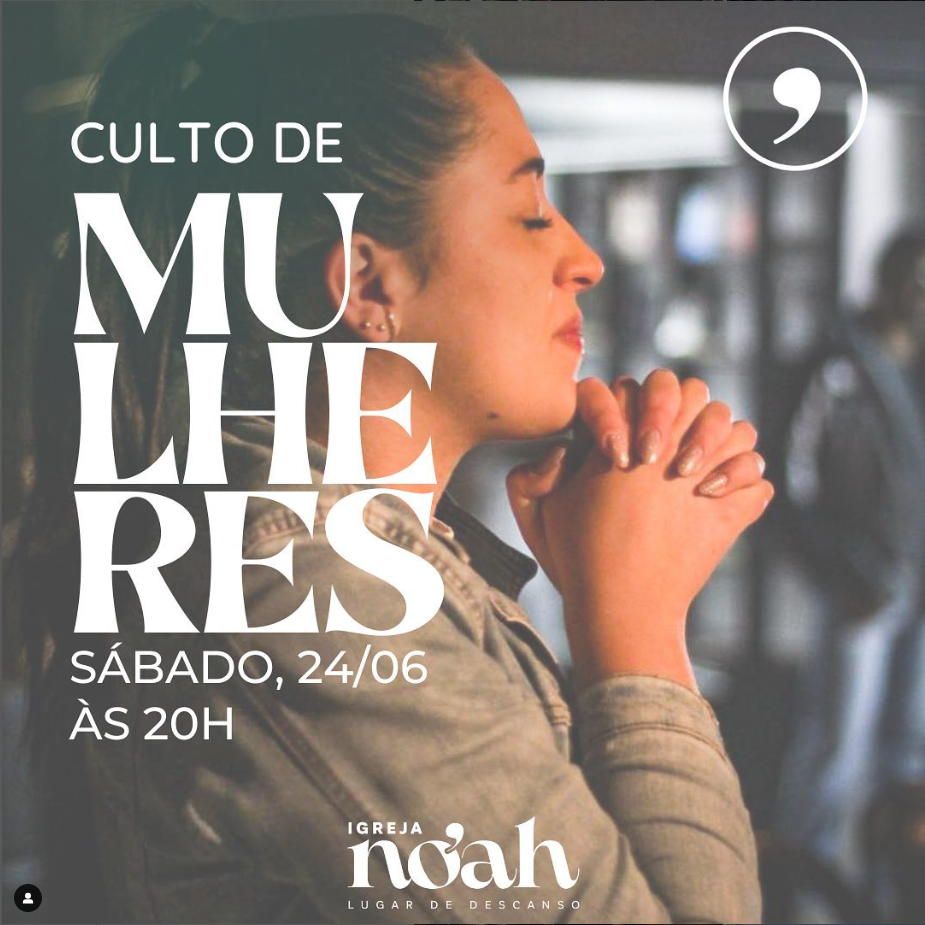 CULTO DE
MU
LHE
RES
SÁBADO, 24/06
ÀS 20H
IGREJA
no'ah
LUGAR DE DESCANSO